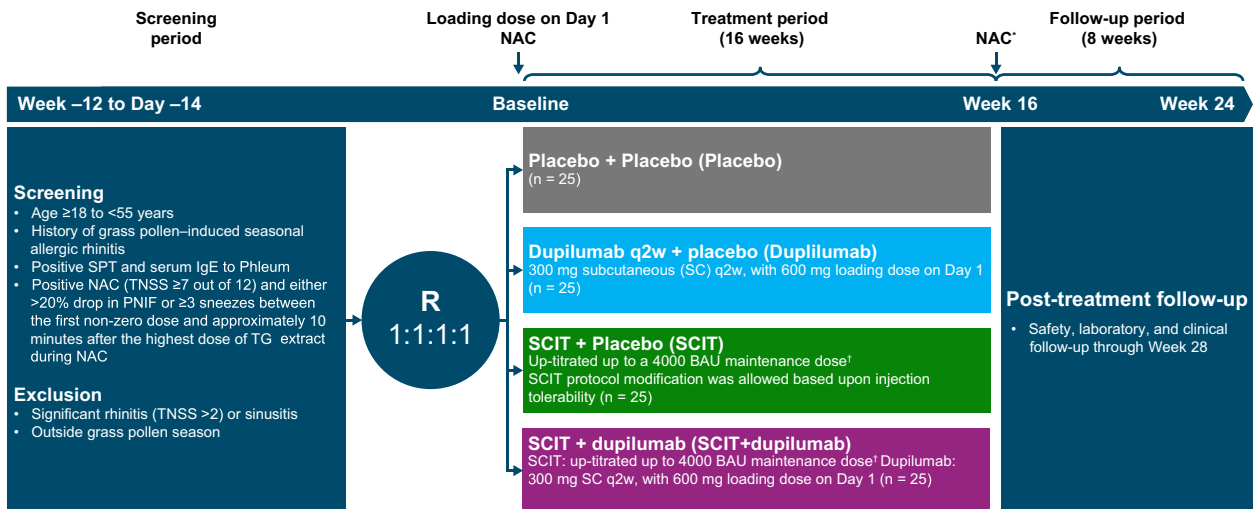 Screening
period
Loading dose on Day 1
NAC
Treatment period
(16 weeks)
NAC*
Follow-up period
(8 weeks)
Week –12 to Day –14
Baseline
Week 16
Week 24
Screening
• Age ≥18 to <55 years
• History of grass pollen–induced seasonal
allergic rhinitis
• Positive SPT and serum IgE to Phleum
• Positive NAC (TNSS ≥7 out of 12) and either
>20% drop in PNIF or ≥3 sneezes between
the first non-zero dose and approximately 10
minutes after the highest dose of TG extract
during NAC
Exclusion
• Significant rhinitis (TNSS >2) or sinusitis
• Outside grass pollen season
R
1:1:1:1
Placebo + Placebo (Placebo)
(n = 25)
Dupilumab q2w + placebo (Duplilumab)
300 mg subcutaneous (SC) q2w, with 600 mg loading dose on Day 1
(n = 25)
SCIT + Placebo (SCIT)
Up-titrated up to a 4000 BAU maintenance dose†
SCIT protocol modification was allowed based upon injection
tolerability (n = 25)
SCIT + dupilumab (SCIT+dupilumab)
SCIT: up-titrated up to 4000 BAU maintenance dose† Dupilumab:
300 mg SC q2w, with 600 mg loading dose on Day 1 (n = 25)
Post-treatment follow-up
• Safety, laboratory, and clinical
follow-up through Week 28